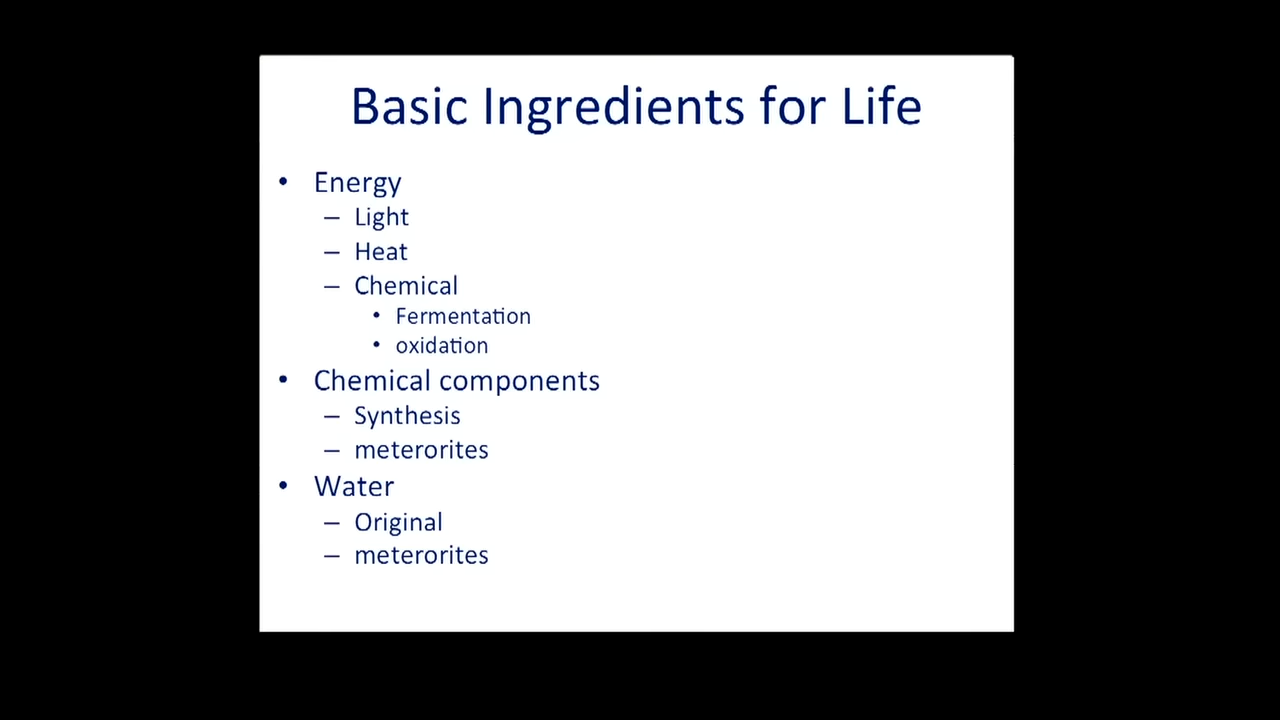 Basic Ingredients for Life
• Energy
– Light
– Heat
– Chemical
• Fermentation
• oxidation
• Chemical components
– Synthesis
– meterorites
• Water
– Original
– meterorites